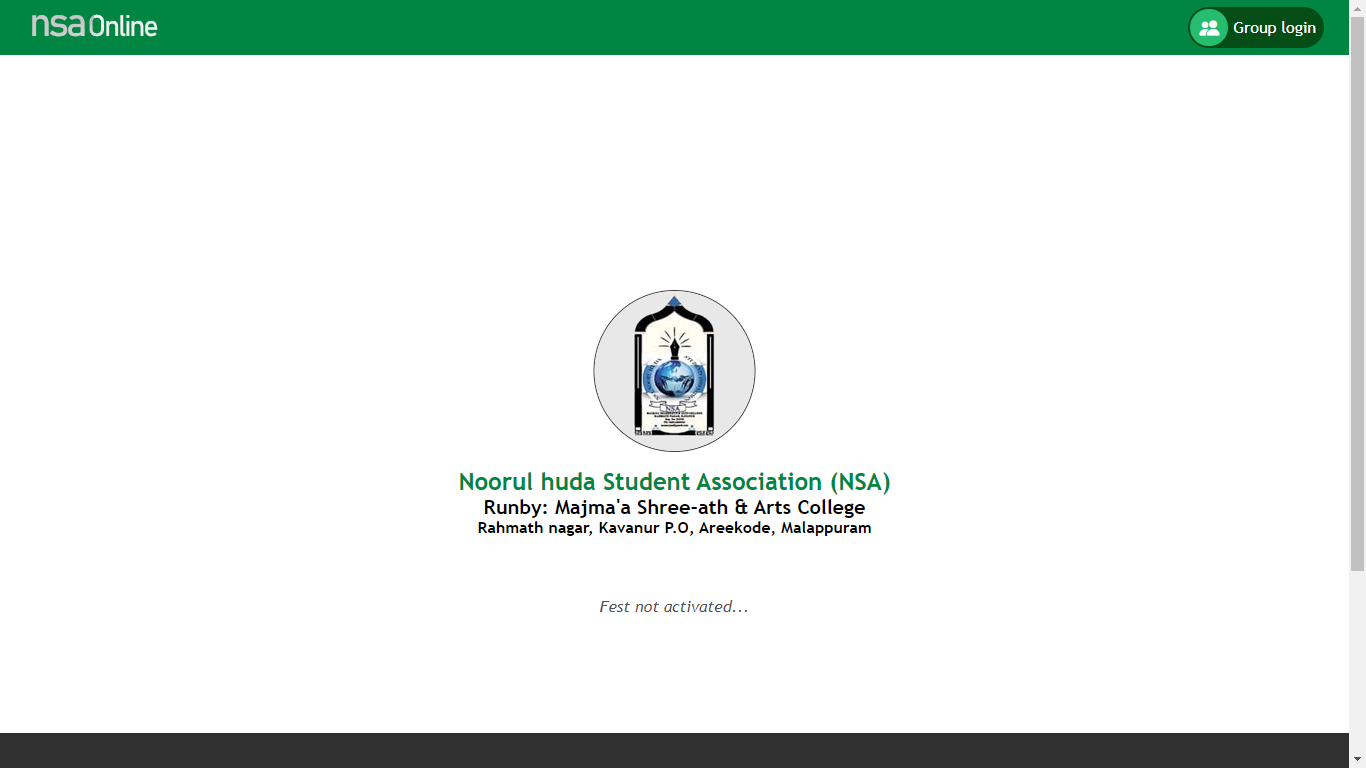 nsa Online
Group login
NSA
Noorul huda Student Association (NSA)
Runby: Majma'a Shree-ath & Arts College
Rahmath nagar, Kavanur P.O, Areekode, Malappuram
Fest not activated...